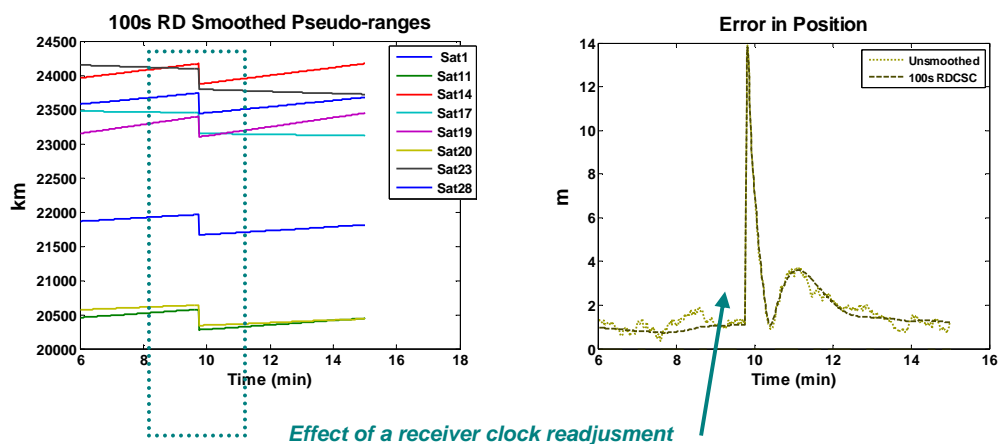 100s RD Smoothed Pseudo-ranges
24500
24000
23500
23000
22500
22000
21500
21000
20500
20000
km
6 8 10 12 14 16 18
Time (min)
Sat1
Sat11
Sat14
Sat17
Sat19
Sat20
Sat23
Sat28
Error in Position
14
12
10
8
6
4
2
0
m
6 8 10 12 14 16
Time (min)
Unsmoothed
100s RDCSC
Effect of a receiver clock readjusment